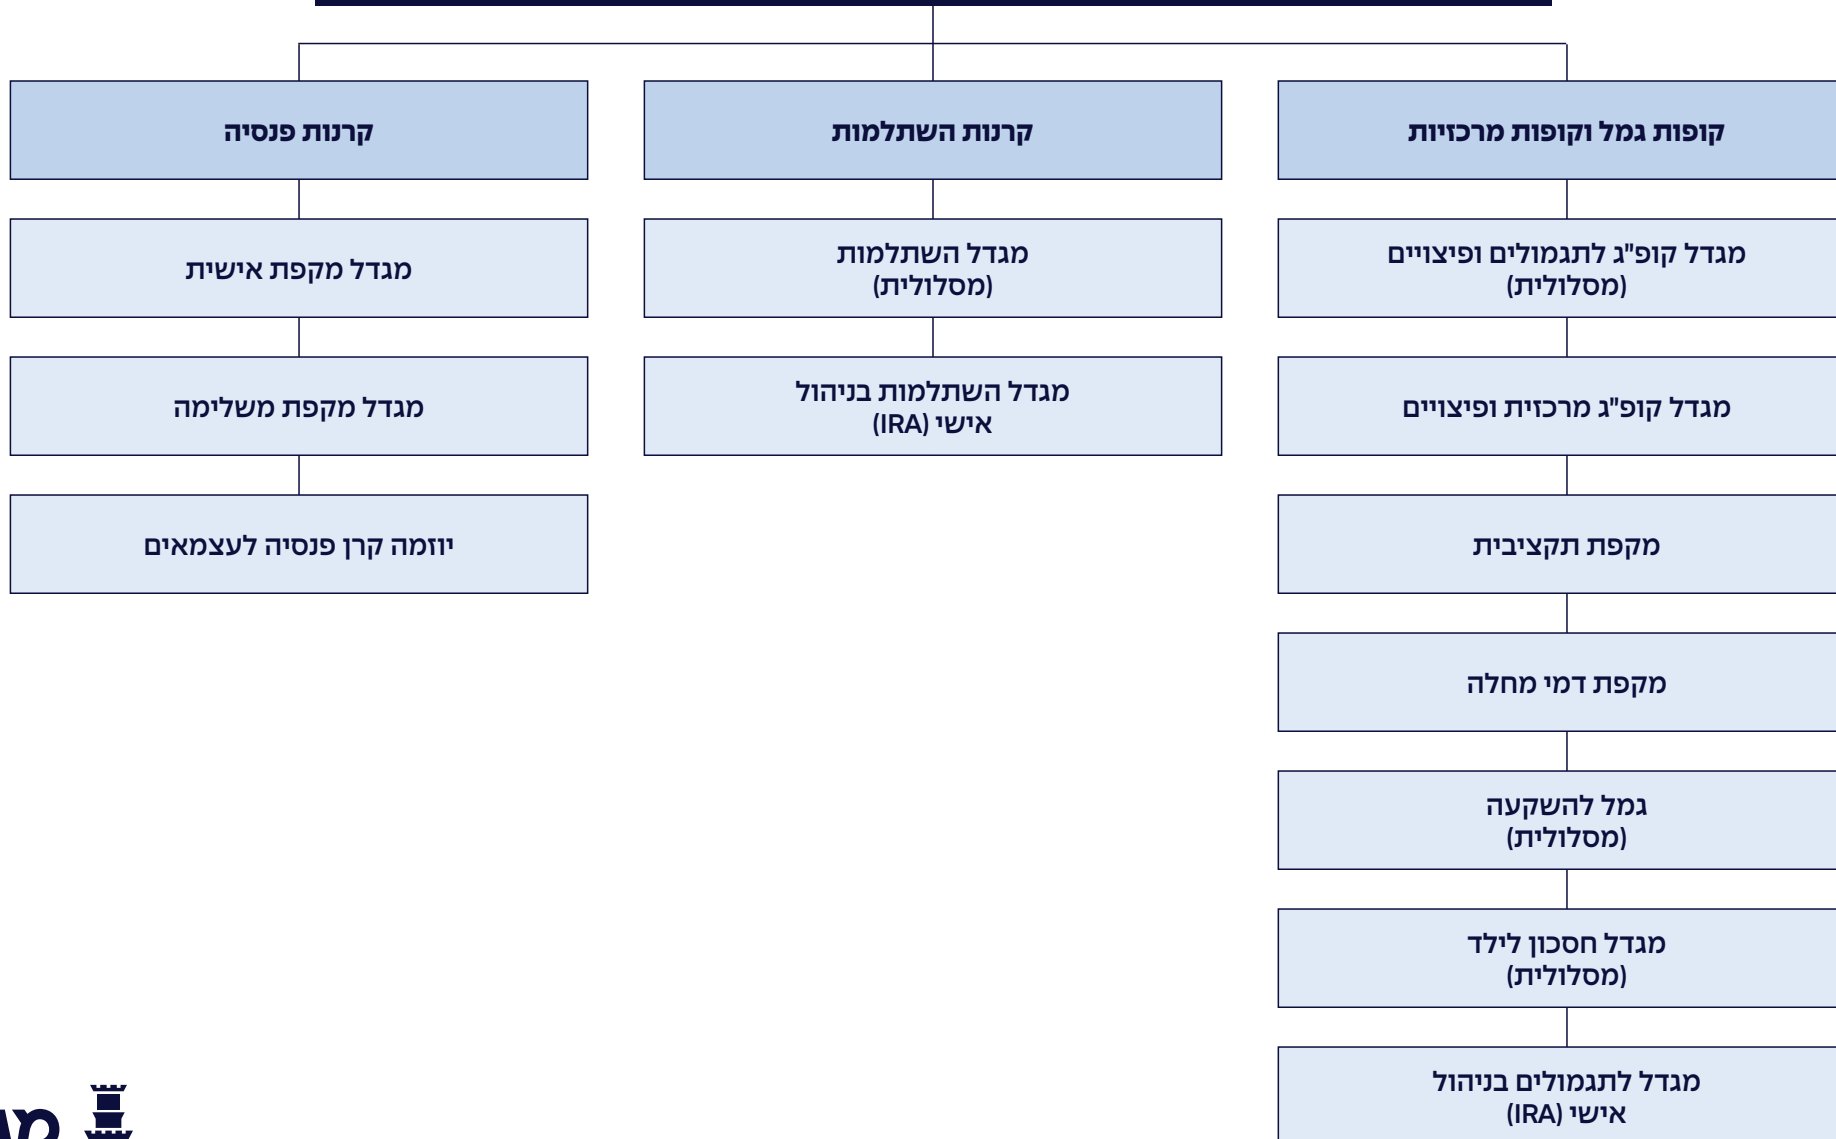 קופות גמל וקופות מרכזיות
מגדל קופ"ג לתגמולים ופיצויים
(מסלולית)
מגדל קופ"ג מרכזית ופיצויים
מקפת תקציבית
מקפת דמי מחלה
גמל להשקעה
(מסלולית)
מגדל חסכון לילד
(מסלולית)
מגדל לתגמולים בניהול
אישי (IRA)
קרנות השתלמות
מגדל השתלמות
(מסלולית)
מגדל השתלמות בניהול
אישי (IRA)
קרנות פנסיה
מגדל מקפת אישית
מגדל מקפת משלימה
יוזמה קרן פנסיה לעצמאים